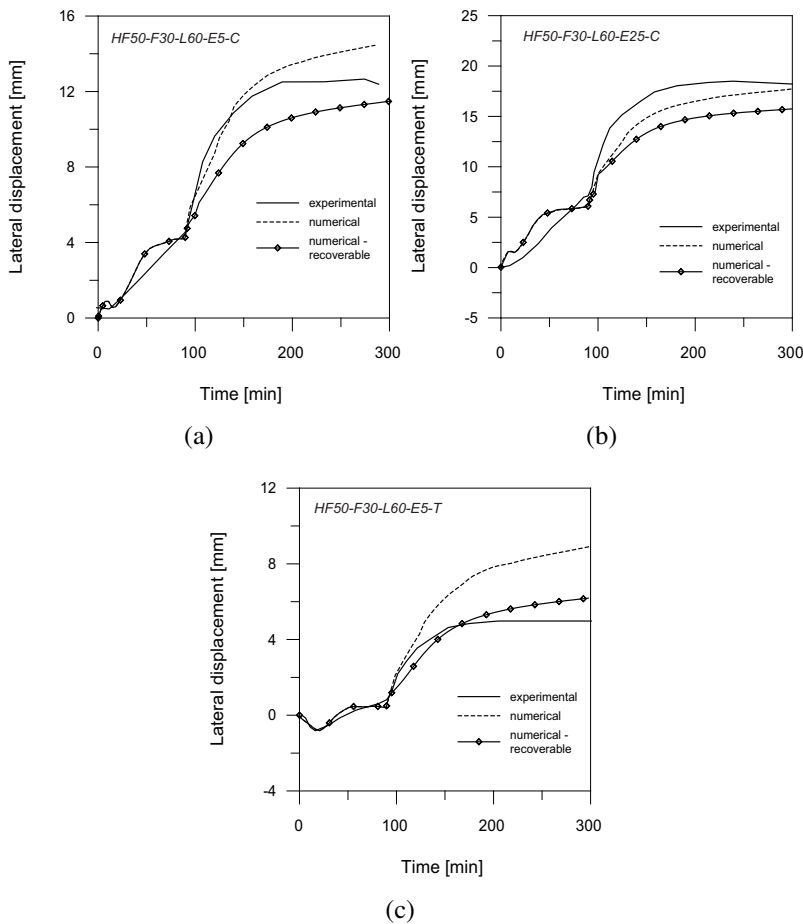 HF50-F30-L60-E5-C
Lateral displacement [mm]
16
12
8
4
0
experimental
numerical
numerical -
recoverable
0
100
200
300
Time [min]
(a)
HF50-F30-L60-E25-C
Lateral displacement [mm]
25
20
15
10
5
0
-5
experimental
numerical
numerical -
recoverable
0
100
200
300
Time [min]
(b)
HF50-F30-L60-E5-T
Lateral displacement [mm]
12
8
4
0
-4
experimental
numerical
numerical -
recoverable
0
100
200
300
Time [min]
(c)